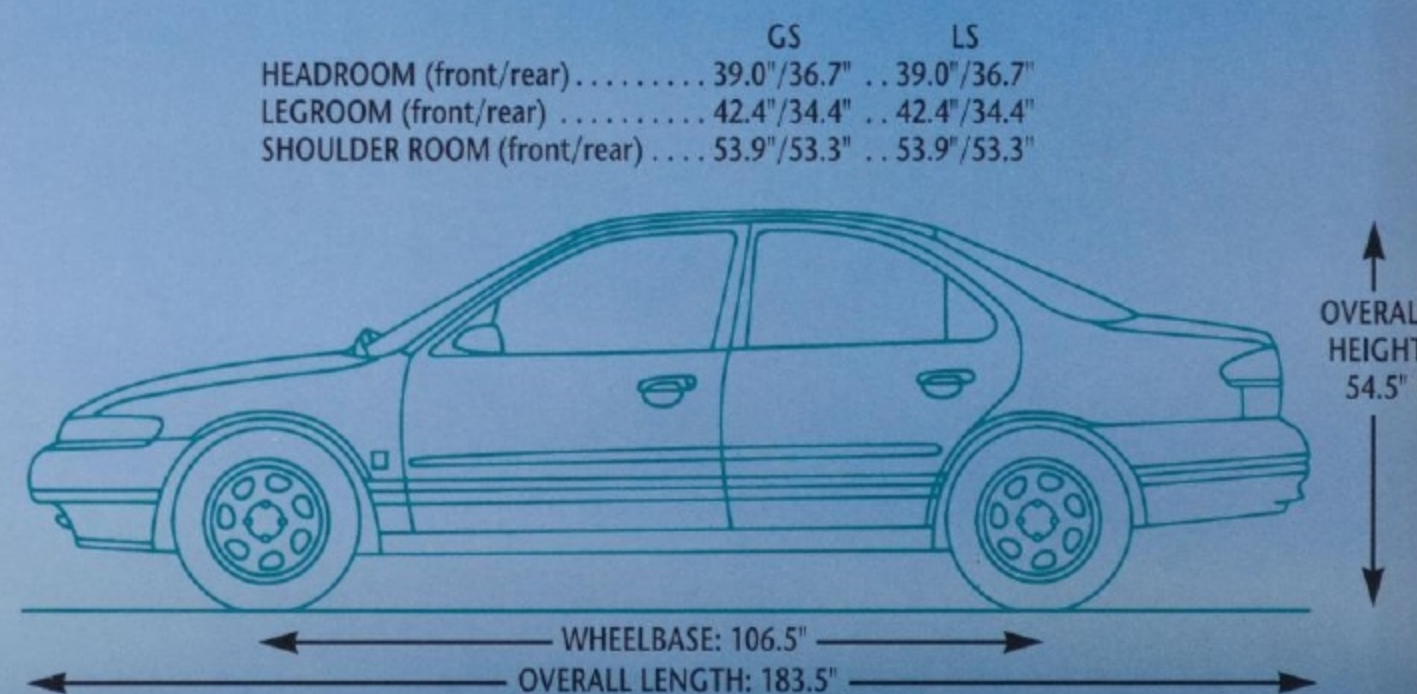 GS LS
HEADROOM (front/rear)......... 39.0"/36.7" .. 39.0"/36.7"
LEGROOM (front/rear) .......... 42.4"/34.4" .. 42.4"/34.4"
SHOULDER ROOM (front/rear) .... 53.9"/53.3" .. 53.9"/53.3"
OVERAL
HEIGHT
54.5"
WHEELBASE: 106.5"
OVERALL LENGTH: 183.5"